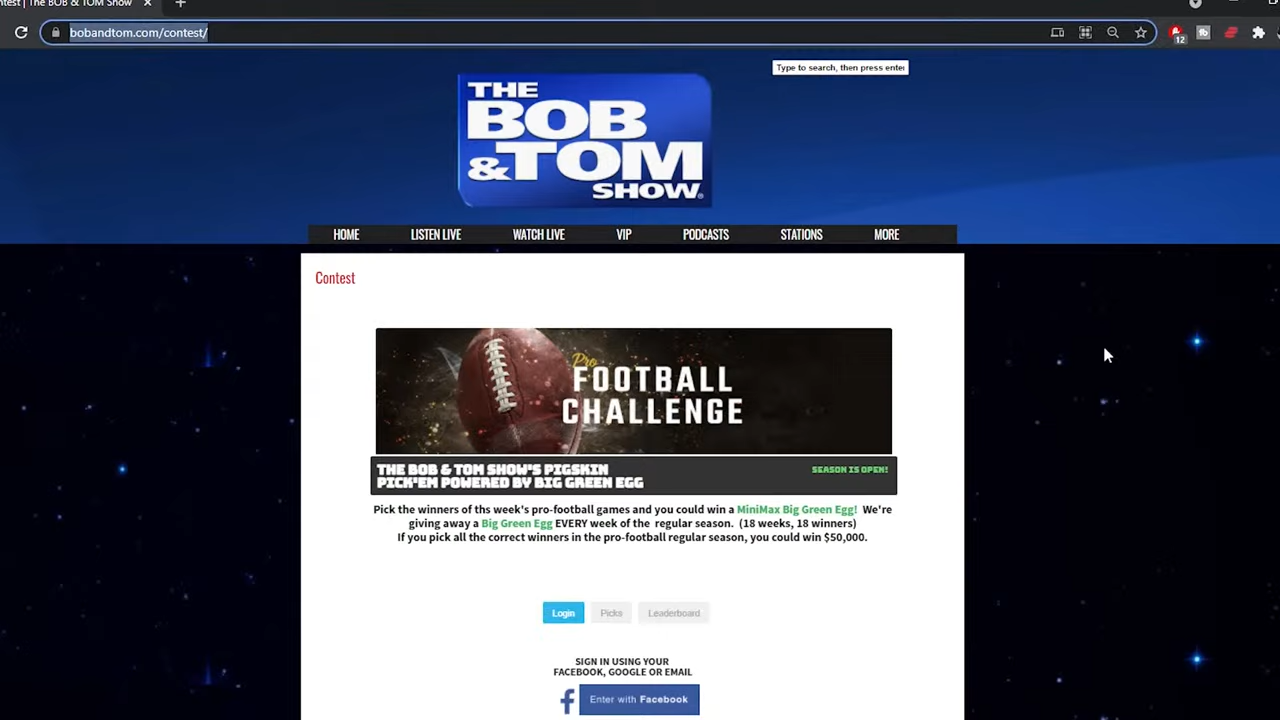 ntest | The BOB & TOM Show
bobandtom.com/contest/
12
Type to search, then press enter
THE
BOB
&TOM
SHOW®
HOME LISTEN LIVE WATCH LIVE VIP PODCASTS STATIONS MORE
Contest
Pro
FOOTBALL
CHALLENGE
THE BOB & TOM SHOW'S PIGSKIN
PICK'EM POWERED BY BIG GREEN EGG
SEASON IS OPEN!
Pick the winners of ths week's pro-football games and you could win a MiniMax Big Green Egg! We're
giving away a Big Green Egg EVERY week of the regular season. (18 weeks, 18 winners)
If you pick all the correct winners in the pro-football regular season, you could win $50,000.
Login Picks Leaderboard
SIGN IN USING YOUR
FACEBOOK, GOOGLE OR EMAIL
Enter with Facebook